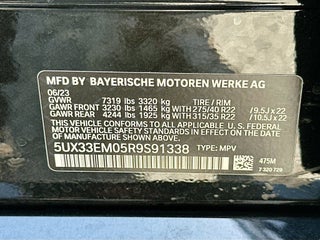 MFD. BY BAYERISCHE MOTOREN WERKE AG
06/23
GVWR 7319 lbs 3320 kg TIRE / RIM
GAWR FRONT 3230 lbs 1465 kg WITH 275/40 R22 / 9.5J x 22
GAWR REAR 4244 lbs 1925 kg WITH 315/35 R22 / 10.5J x 22
THIS VEHICLE CONFORMS TO ALL APPLICABLE U.S. FEDERAL
MOTOR VEHICLE SAFETY STANDARDS IN EFFECT
ON THE DATE OF MANUFACTURE SHOWN ABOVE.
5UX33EM05R9S91338 TYPE: MPV
475M
7 320 729